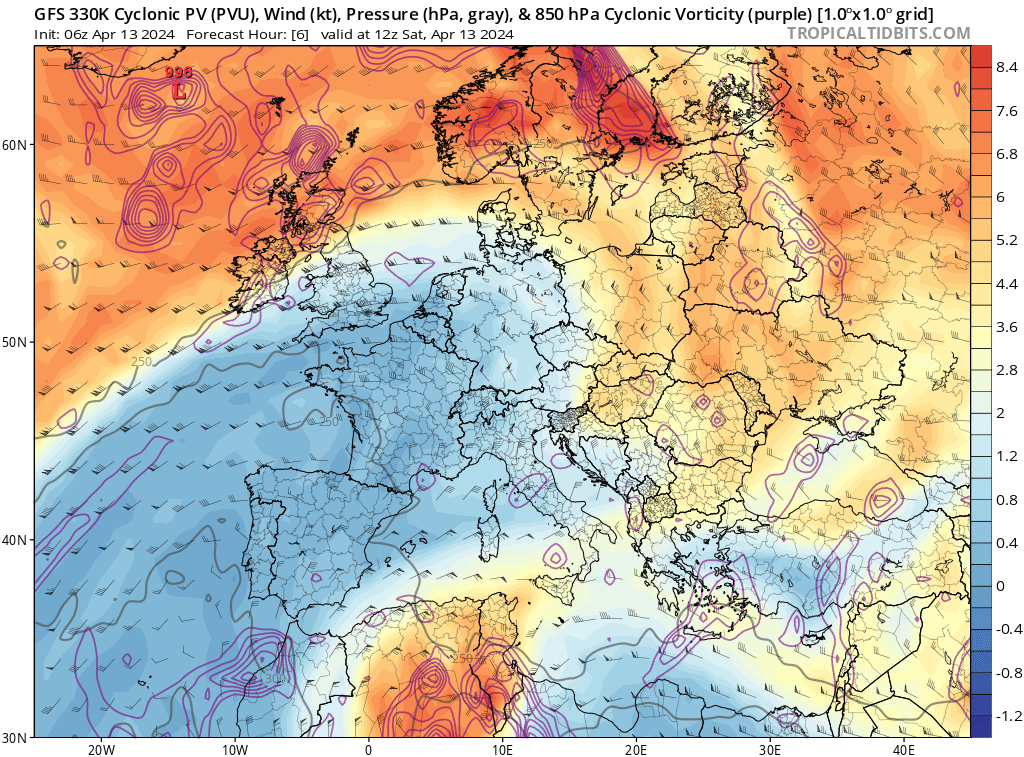 GFS 330K Cyclonic PV (PVU), Wind (kt), Pressure (hPa, gray), & 850 hPa Cyclonic Vorticity (purple) [1.0°x1.0° grid]
Init: 06z Apr 13 2024 Forecast Hour: [6] valid at 12z Sat, Apr 13 2024
TROPICALTIDBITS.COM
996
L
8.4
7.6
60N
250
6.8
6
5.2
4.4
50N
3.6
250
2.8
2
250
1.2
0.8
40N
0.4
0
-0.4
250
300
-0.8
-1.2
30N
20W
10W
0
10E
20E
30E
40E